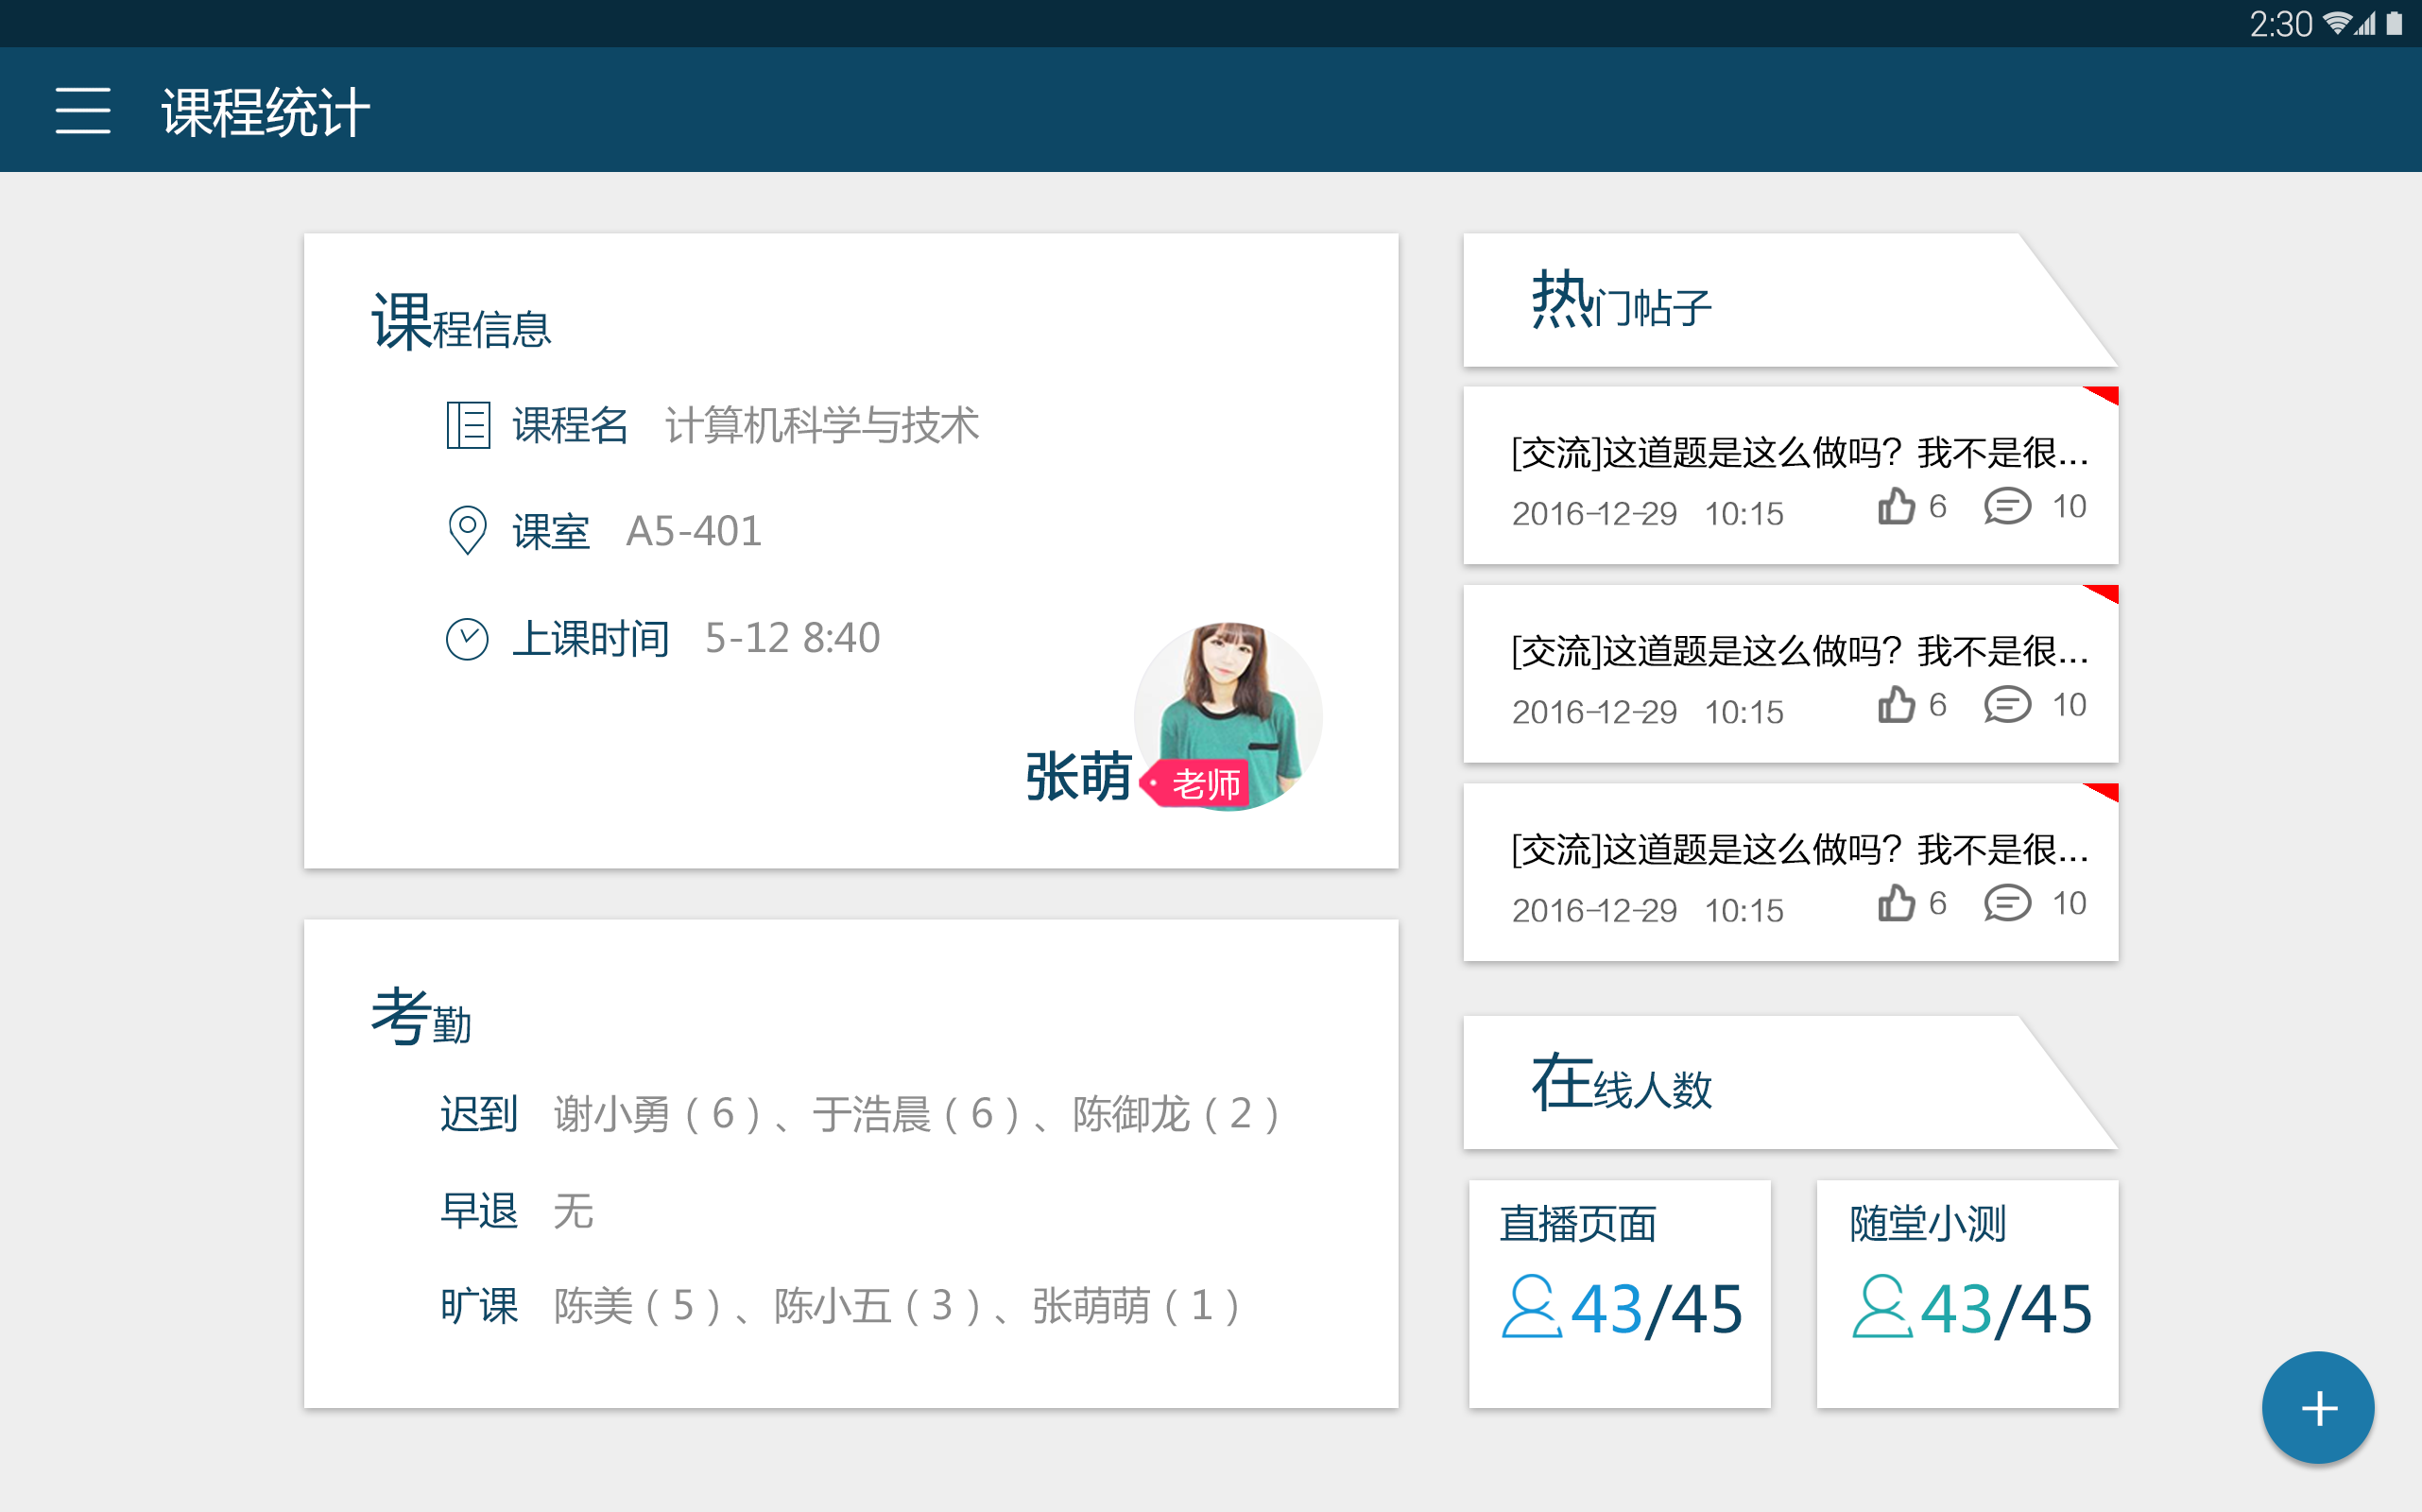 2:30
课程统计
课程信息
课程名 计算机科学与技术
课室 A5-401
上课时间 5-12 8:40
张萌 老师
考勤
迟到 谢小勇（6）、于浩晨（6）、陈御龙（2）
早退 无
旷课 陈美（5）、陈小五（3）、张萌萌（1）
热门帖子
[交流]这道题是这么做吗？我不是很...
2016-12-29 10:15 6 10
[交流]这道题是这么做吗？我不是很...
2016-12-29 10:15 6 10
[交流]这道题是这么做吗？我不是很...
2016-12-29 10:15 6 10
在线人数
直播页面
43/45
随堂小测
43/45